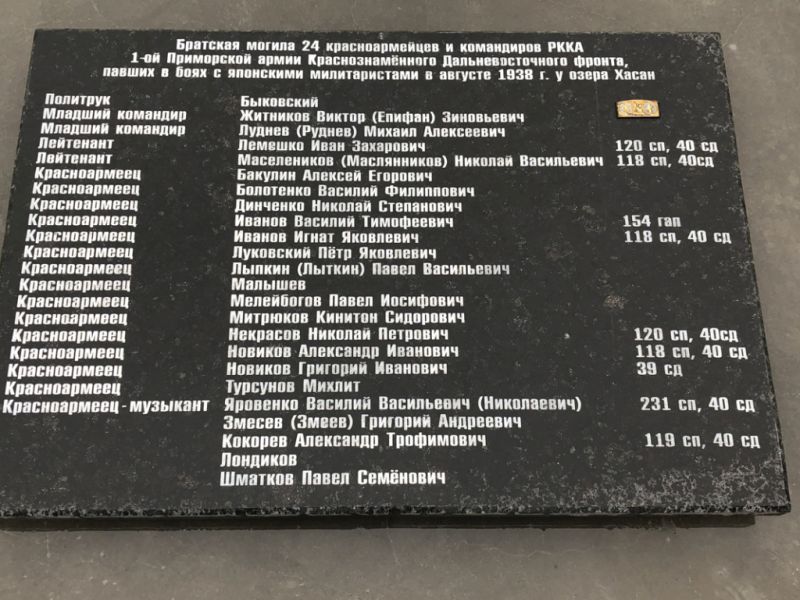 Братская могила 24 красноармейцев и командиров РККА
1-ой Приморской армии Краснознамённого Дальневосточного фронта,
павших в боях с японскими милитаристами в августе 1938 г. у озера Хасан
Политрук Быковский
Младший командир Житников Виктор (Епифан) Зиновьевич
Младший командир Луднев (Руднев) Михаил Алексеевич
Лейтенант Лемешко Иван Захарович 120 сп, 40 сд
Лейтенант Маселеников (Маслянников) Николай Васильевич 118 сп, 40сд
Красноармеец Бакулин Алексей Егорович
Красноармеец Болотенко Василий Филиппович
Красноармеец Динченко Николай Степанович
Красноармеец Иванов Василий Тимофеевич 154 гап
Красноармеец Иванов Игнат Яковлевич 118 сп, 40 сд
Красноармеец Луковский Пётр Яковлевич
Красноармеец Лыпкин (Лыткин) Павел Васильевич
Красноармеец Малышев
Красноармеец Мелейбогов Павел Иосифович
Красноармеец Митрюков Кинитон Сидорович
Красноармеец Некрасов Николай Петрович 120 сп, 40сд
Красноармеец Новиков Александр Иванович 118 сп, 40 сд
Красноармеец Новиков Григорий Иванович 39 сд
Красноармеец Турсунов Михлит
Красноармеец-музыкант Яровенко Василий Васильевич (Николаевич) 231 сп, 40 сд
Змесев (Змеев) Григорий Андреевич
Кокорев Александр Трофимович 119 сп, 40 сд
Лондиков
Шматков Павел Семёнович